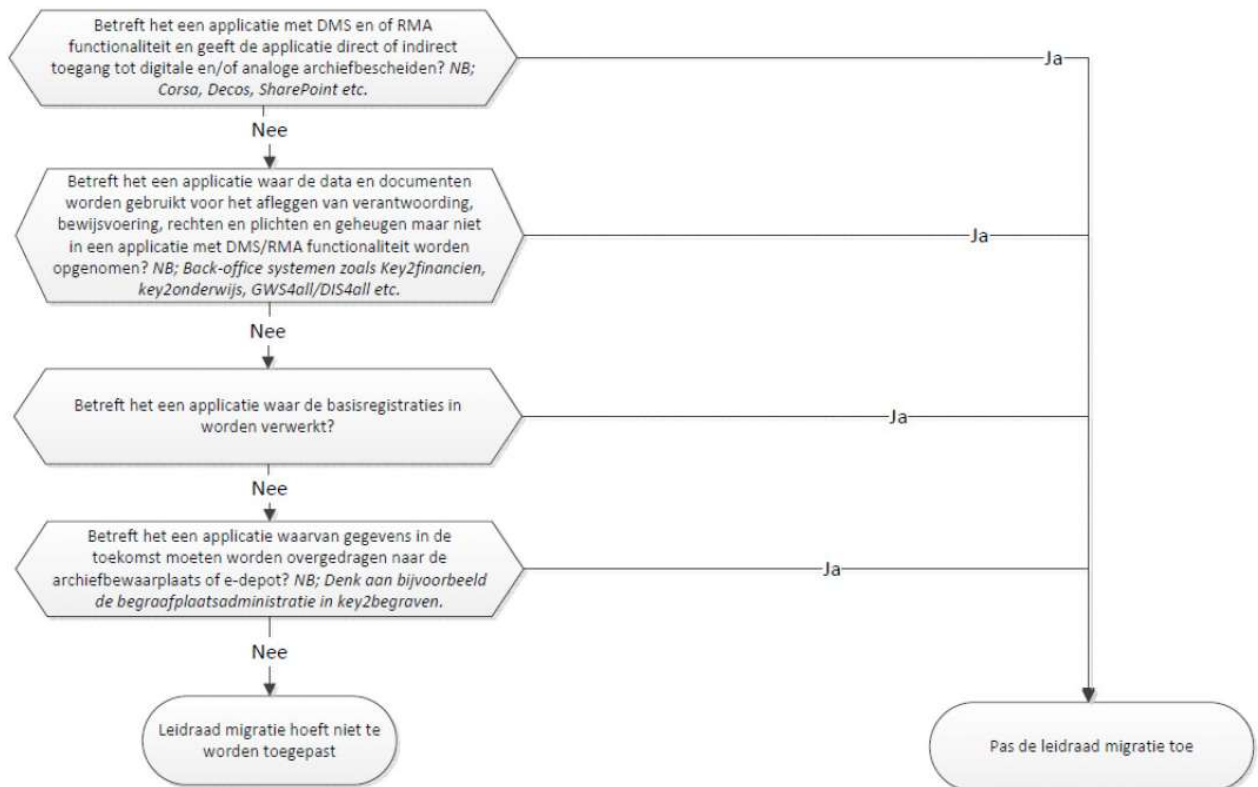 Betreft het een applicatie met DMS en of RMA
functionaliteit en geeft de applicatie direct of indirect
toegang tot digitale en/of analoge archiefbescheiden? NB;
Corsa, Decos, SharePoint etc.
Ja
Nee
Betreft het een applicatie waar de data en documenten
worden gebruikt voor het afleggen van verantwoording,
bewijsvoering, rechten en plichten en geheugen maar niet
in een applicatie met DMS/RMA functionaliteit worden
opgenomen? NB; Back-office systemen zoals Key2financien,
key2onderwijs, GWS4all/DIS4all etc.
Ja
Nee
Betreft het een applicatie waar de basisregistraties in
worden verwerkt?
Ja
Nee
Betreft het een applicatie waarvan gegevens in de
toekomst moeten worden overgedragen naar de
archiefbewaarplaats of e-depot? NB; Denk aan bijvoorbeeld
de begraafplaatsadministratie in key2begraven.
Ja
Nee
Leidraad migratie hoeft niet te
worden toegepast
Pas de leidraad migratie toe